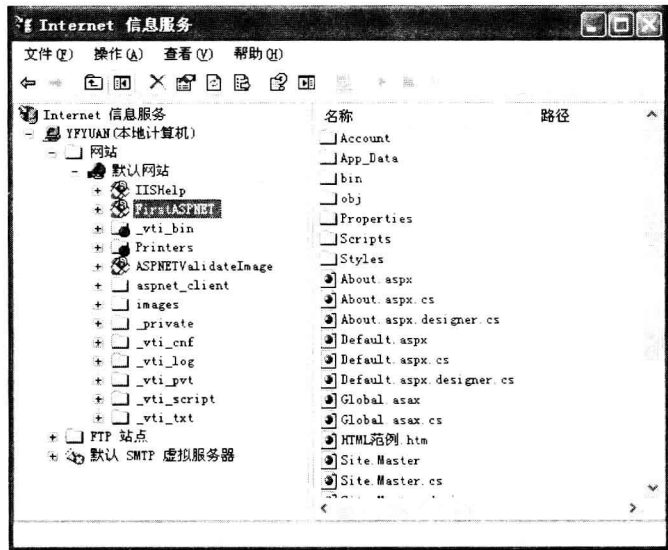 Internet 信息服务
文件(F) 操作(A) 查看(V) 帮助(H)
Internet 信息服务
YFYUAN(本地计算机)
网站
默认网站
IISHelp
FirstASPNET
_vti_bin
Printers
ASPNETValidateImage
aspnet_client
images
_private
_vti_cnf
_vti_log
_vti_pvt
_vti_script
_vti_txt
FTP 站点
默认 SMTP 虚拟服务器
名称 路径
Account
App_Data
bin
obj
Properties
Scripts
Styles
About.aspx
About.aspx.cs
About.aspx.designer.cs
Default.aspx
Default.aspx.cs
Default.aspx.designer.cs
Global.asax
Global.asax.cs
HTML范例.htm
Site.Master
Site.Master.cs